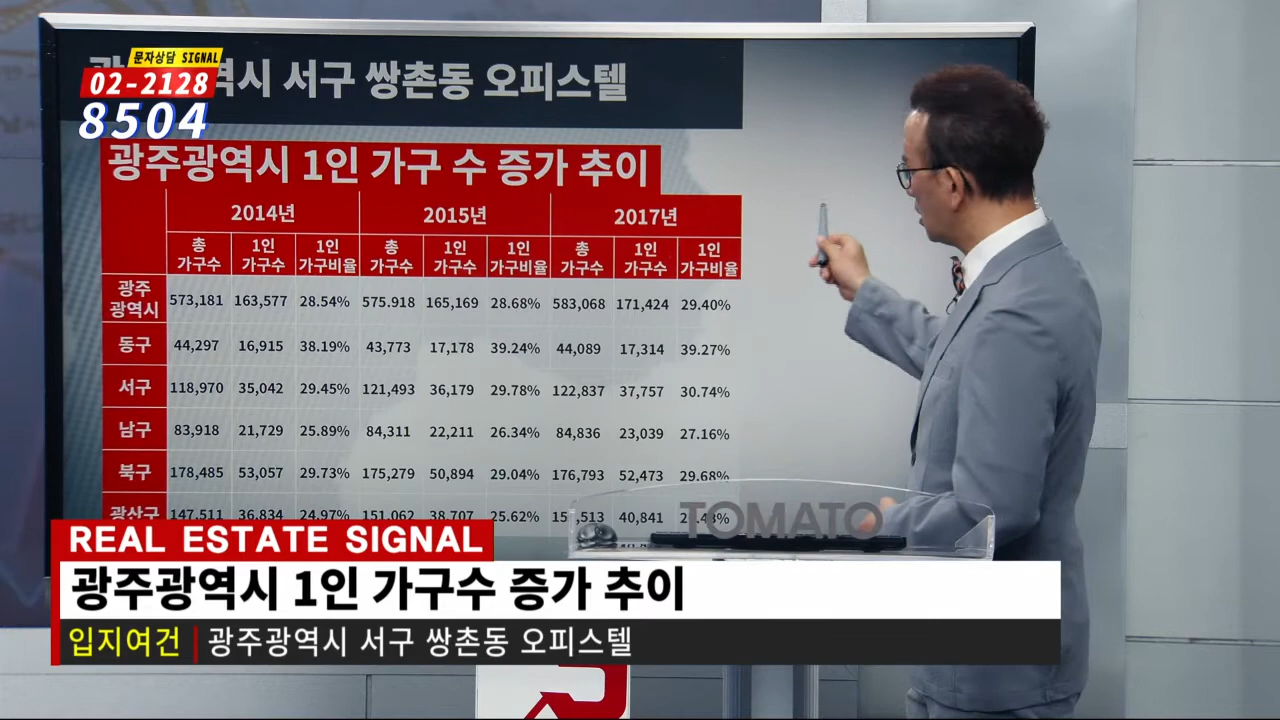 문자상담 SIGNAL
02-2128
8504
역시 서구 쌍촌동 오피스텔
광주광역시 1인 가구 수 증가 추이
2014년 2015년 2017년
총 가구수 1인 가구수 1인 가구비율 총 가구수 1인 가구수 1인 가구비율 총 가구수 1인 가구수 1인 가구비율
광주 광역시 573,181 163,577 28.54% 575.918 165,169 28.68% 583,068 171,424 29.40%
동구 44,297 16,915 38.19% 43,773 17,178 39.24% 44,089 17,314 39.27%
서구 118,970 35,042 29.45% 121,493 36,179 29.78% 122,837 37,757 30.74%
남구 83,918 21,729 25.89% 84,311 22,211 26.34% 84,836 23,039 27.16%
북구 178,485 53,057 29.73% 175,279 50,894 29.04% 176,793 52,473 29.68%
광산구 147,511 36,834 24.97% 151,062 38,707 25.62% 40,841
TOMATO
REAL ESTATE SIGNAL
광주광역시 1인 가구수 증가 추이
입지여건 | 광주광역시 서구 쌍촌동 오피스텔